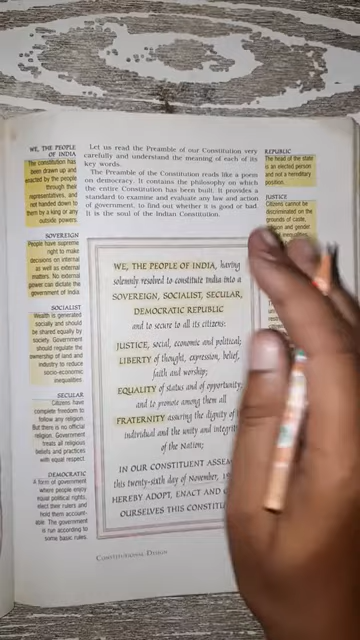 WE, THE PEOPLE
OF INDIA
The constitution has
been drawn up and
enacted by the people
through their
representatives, and
not handed down to
them by a king or any
outside powers.
SOVEREIGN
People have supreme
right to make
decisions on internal
as well as external
matters. No external
power can dictate the
government of India.
SOCIALIST
Wealth is generated
socially and should
be shared equally by
society. Government
should regulate the
ownership of land and
industry to reduce
socio-economic
inequalities.
SECULAR
Citizens have
complete freedom to
follow any religion.
But there is no official
religion. Government
treats all religious
beliefs and practices
with equal respect.
DEMOCRATIC
A form of government
where people enjoy
equal political rights,
elect their rulers and
hold them account-
able. The government
is run according to
some basic rules.
Let us read the Preamble of our Constitution very
carefully and understand the meaning of each of its
key words.
The Preamble of the Constitution reads like a poem
on democracy. It contains the philosophy on which
the entire Constitution has been built. It provides a
standard to examine and evaluate any law and action
of government, to find out whether it is good or bad.
It is the soul of the Indian Constitution.
WE, THE PEOPLE OF INDIA, having
solemnly resolved to constitute India into a
SOVEREIGN, SOCIALIST, SECULAR,
DEMOCRATIC REPUBLIC
and to secure to all its citizens:
JUSTICE, social, economic and political;
LIBERTY of thought, expression, belief,
faith and worship;
EQUALITY of status and of opportunity;
and to promote among them all
FRATERNITY assuring the dignity of
individual and the unity and
of the Nation;
IN OUR CONSTITUENT
this twenty-sixth day of November,
HEREBY ADOPT, ENACT AND
OURSELVES THIS
REPUBLIC
The head of the state
is an elected person
and not a hereditary
position.
JUSTICE
Citizens cannot be
discriminated on the
grounds of caste,
and gender.
CONSTITUTIONAL DESIGN